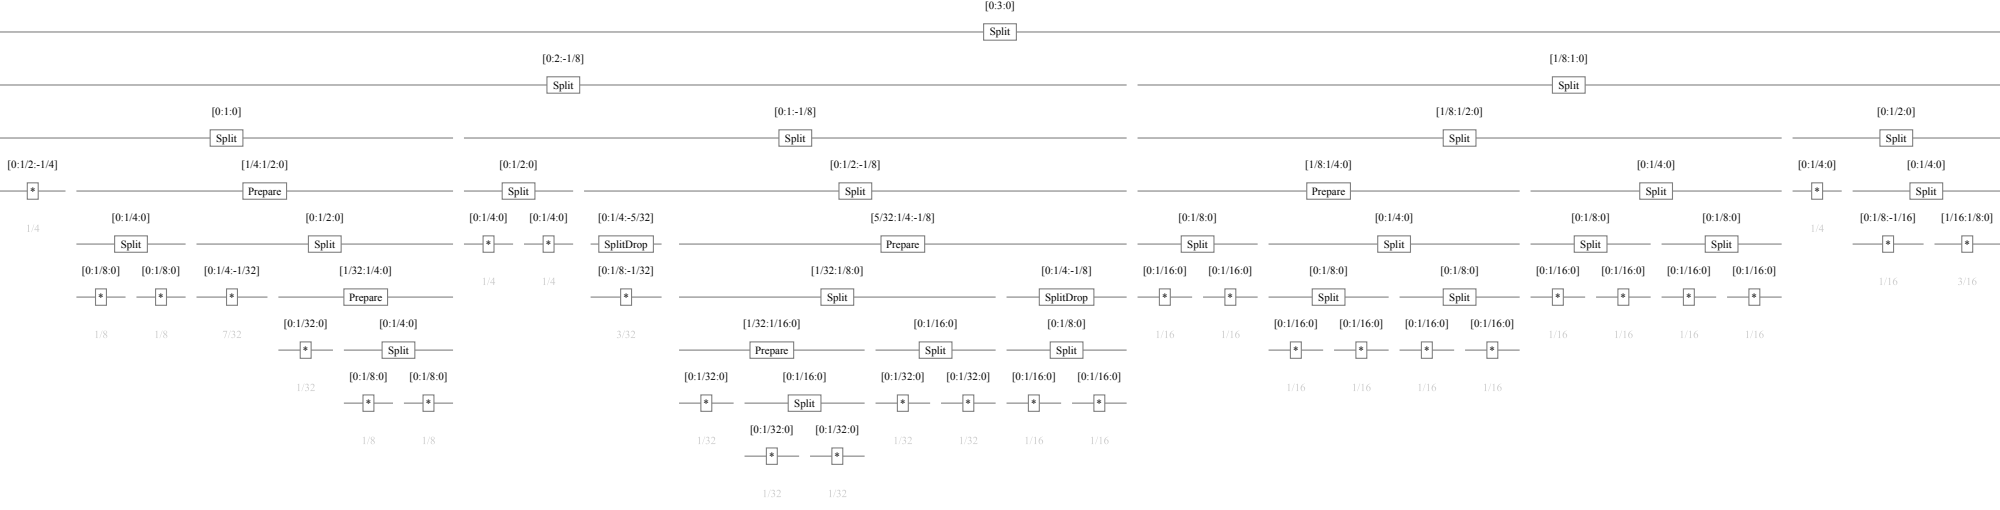 [0:3:0]
Split
[0:2:-1/8] [1/8:1:0]
Split Split
[0:1:0] [0:1:-1/8] [1/8:1/2:0] [0:1/2:0]
Split Split Split Split
[0:1/2:-1/4] [1/4:1/2:0] [0:1/2:0] [0:1/2:-1/8] [1/8:1/4:0] [0:1/4:0] [0:1/4:0] [0:1/4:0]
* Prepare Split Split Prepare Split * Split
[0:1/4:0] [0:1/2:0] [0:1/4:0] [0:1/4:0] [0:1/4:-5/32] [5/32:1/4:-1/8] [0:1/8:0] [0:1/4:0] [0:1/8:0] [0:1/8:0] [0:1/8:-1/16] [1/16:1/8:0]
1/4 1/4
Split Split * * SplitDrop Prepare Split Split Split Split * *
[0:1/8:0] [0:1/8:0] [0:1/4:-1/32] [1/32:1/4:0] [0:1/8:-1/32] [1/32:1/8:0] [0:1/4:-1/8] [0:1/16:0] [0:1/16:0] [0:1/8:0] [0:1/8:0] [0:1/16:0] [0:1/16:0] [0:1/16:0] [0:1/16:0]
1/4 1/4 1/16 3/16
* * * Prepare * Split SplitDrop * * Split Split * * * *
[0:1/32:0] [0:1/4:0] [1/32:1/16:0] [0:1/16:0] [0:1/8:0] [0:1/16:0] [0:1/16:0] [0:1/16:0] [0:1/16:0]
1/8 1/8 7/32 3/32 1/16 1/16 1/16 1/16 1/16 1/16
* Split Prepare Split Split * * * *
[0:1/8:0] [0:1/8:0] [0:1/32:0] [0:1/16:0] [0:1/32:0] [0:1/32:0] [0:1/16:0] [0:1/16:0]
1/32 1/16 1/16 1/16 1/16
* * * Split * * * *
[0:1/32:0] [0:1/32:0]
1/8 1/8 1/32 1/32 1/32 1/16 1/16
* *
1/32 1/32